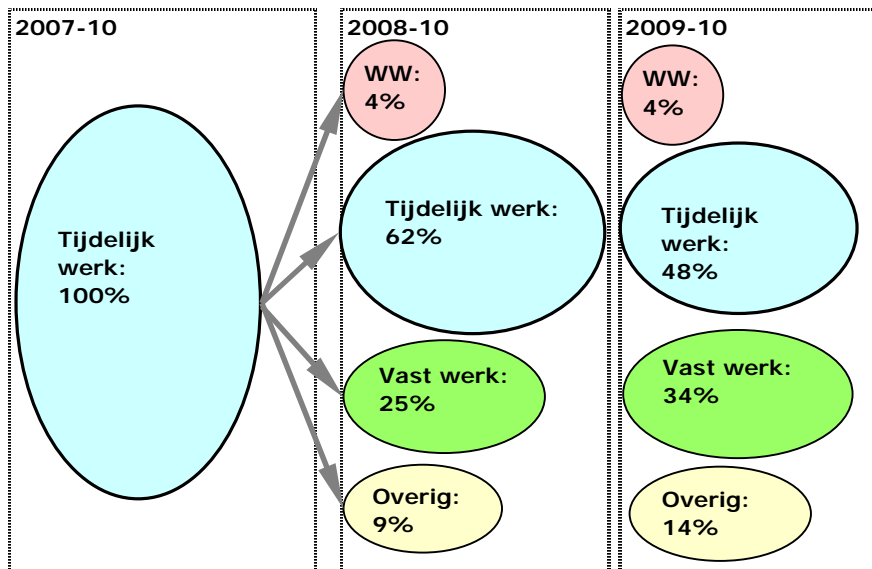 2007-10
Tijdelijk
werk:
100%
2008-10
WW:
4%
Tijdelijk werk:
62%
Vast werk:
25%
Overig:
9%
2009-10
WW:
4%
Tijdelijk
werk:
48%
Vast werk:
34%
Overig:
14%